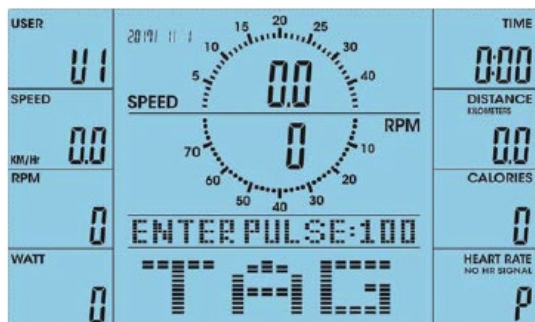 USER
U1
SPEED
KM/Hr 0.0
RPM
0
WATT
0
2019/ 11/ 1
5 10 15 20 25 30 40
SPEED 0.0
0 RPM
70 60 50 40 30 20 10
ENTER PULSE:100
TAG
TIME
0:00
DISTANCE
KILOMETERS
0.0
CALORIES
0
HEART RATE
NO HR SIGNAL
P